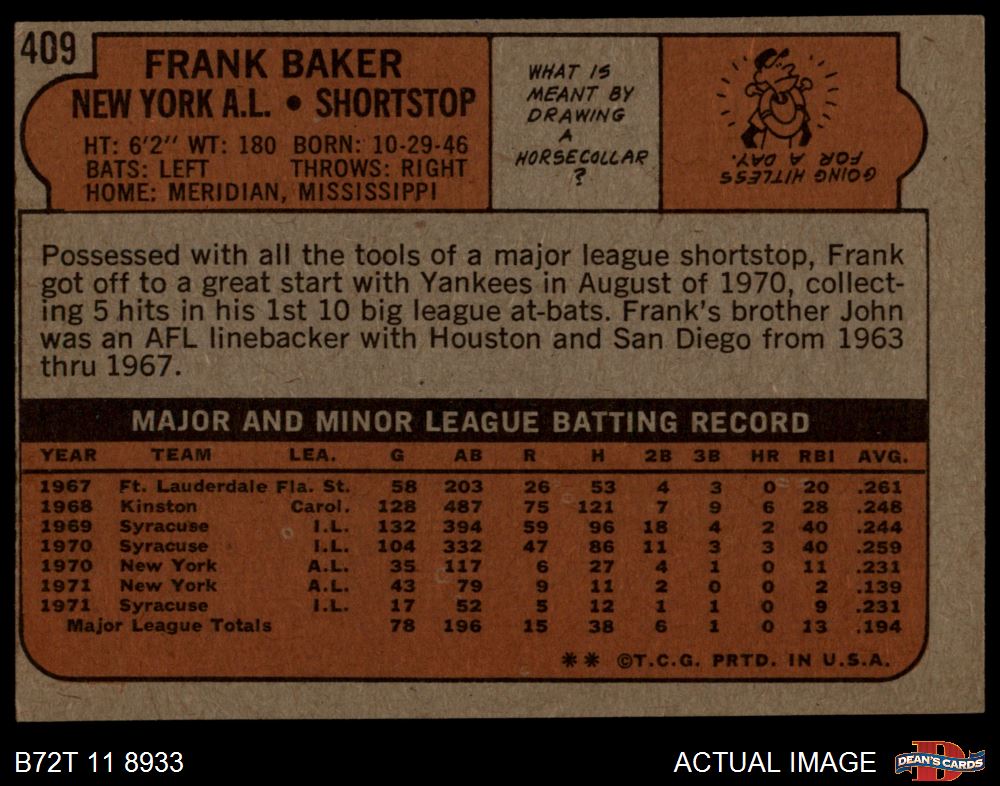 409
FRANK BAKER
NEW YORK A.L. • SHORTSTOP
HT: 6'2" WT: 180 BORN: 10-29-46
BATS: LEFT THROWS: RIGHT
HOME: MERIDIAN, MISSISSIPPI
WHAT IS
MEANT BY
DRAWING
A
HORSECOLLAR
?
GOING HITLESS
FOR A DAY.
Possessed with all the tools of a major league shortstop, Frank
got off to a great start with Yankees in August of 1970, collect-
ing 5 hits in his 1st 10 big league at-bats. Frank's brother John
was an AFL linebacker with Houston and San Diego from 1963
thru 1967.
MAJOR AND MINOR LEAGUE BATTING RECORD
YEAR TEAM LEA. G AB R H 2B 3B HR RBI AVG.
1967 Ft. Lauderdale Fla. St. 58 203 26 53 4 3 0 20 .261
1968 Kinston Carol. 128 487 75 121 7 9 6 28 .248
1969 Syracuse I.L. 132 394 59 96 18 4 2 40 .244
1970 Syracuse I.L. 104 332 47 86 11 3 3 40 .259
1970 New York A.L. 35 117 6 27 4 1 0 11 .231
1971 New York A.L. 43 79 9 11 2 0 0 2 .139
1971 Syracuse I.L. 17 52 5 12 1 1 0 9 .231
Major League Totals 78 196 15 38 6 1 0 13 .194
** ©T.C.G. PRTD. IN U.S.A.
B72T 11 8933
ACTUAL IMAGE
D
DEAN'S CARDS